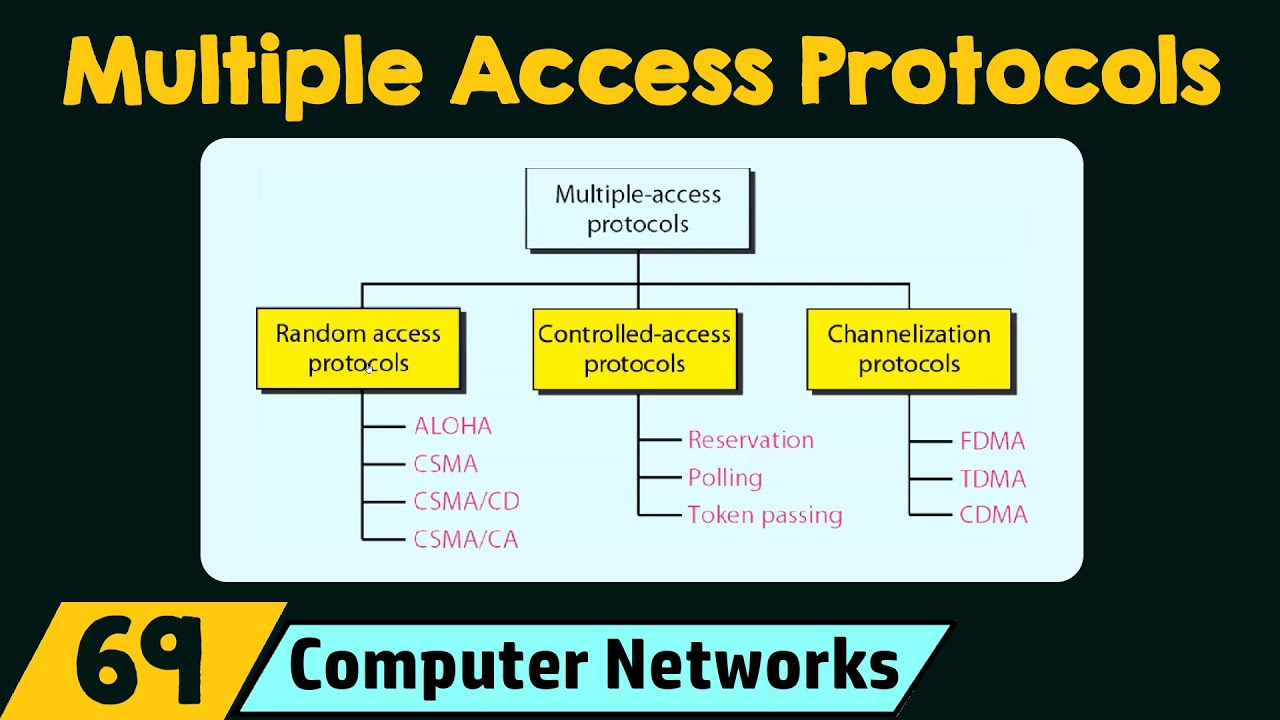 Multiple Access Protocols
Multiple-access
protocols
Random access
protocols
ALOHA
CSMA
CSMA/CD
CSMA/CA
Controlled-access
protocols
Reservation
Polling
Token passing
Channelization
protocols
FDMA
TDMA
CDMA
69
Computer Networks